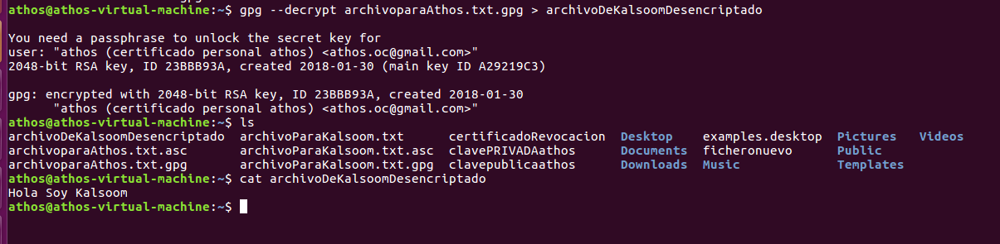 athos@athos-virtual-machine:~$ gpg --decrypt archivoparaAthos.txt.gpg > archivoDeKalsoomDesencriptado
You need a passphrase to unlock the secret key for
user: "athos (certificado personal athos) <athos.oc@gmail.com>"
2048-bit RSA key, ID 23BBB93A, created 2018-01-30 (main key ID A29219C3)
gpg: encrypted with 2048-bit RSA key, ID 23BBB93A, created 2018-01-30
"athos (certificado personal athos) <athos.oc@gmail.com>"
athos@athos-virtual-machine:~$ ls
archivoDeKalsoomDesencriptado archivoParaKalsoom.txt certificadoRevocacion Desktop examples.desktop Pictures Videos
archivoparaAthos.txt.asc archivoParaKalsoom.txt.asc clavePRIVADAathos Documents ficheronuevo Public
archivoparaAthos.txt.gpg archivoParaKalsoom.txt.gpg clavepublicaathos Downloads Music Templates
athos@athos-virtual-machine:~$ cat archivoDeKalsoomDesencriptado
Hola Soy Kalsoom
athos@athos-virtual-machine:~$